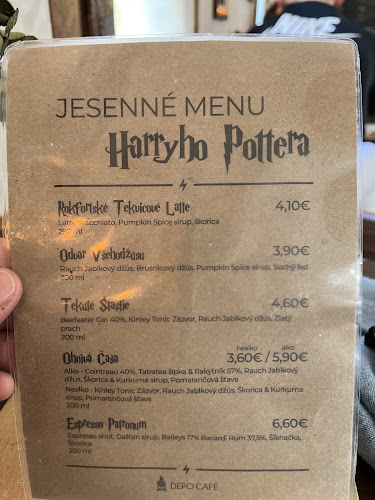 JESENNÉ MENU
Harryho Pottera
Rokfortské Tekvicové Latte 4,10€
Latte Macchiato, Pumpkin Spice sirup, škorica
250 ml
Odvar Všehodžúsu 3,90€
Rauch Jablkový džús, Brusnicový džús, Pumpkin Spice sirup, Suchý ľad
200 ml
Tekuté Šťastie 4,60€
Beefeater Gin 40%, Kinley Tonic Zázvor, Rauch Jablkový džús, Zlatý
prach
200 ml
nealko alko
Ohnivá Čaša 3,60€ / 5,90€
Alko - Cointreau 40%, Tatratea šípka & Rakytník 57%, Rauch Jablkový
džus, Škorica & Kurkuma sirup, Pomarančová šťava
Nealko - Kinley Tonic Zázvor, Rauch Jablkový džús, Škorica & Kurkuma
sirup, Pomarančová šťava
200 ml
Espresso Patronum 6,60€
Espresso shot, Gaštan sirup, Baileys 17% Bacardi Rum 37,5%, Šľahačka,
Škorica
200 ml
DEPO CAFÉ